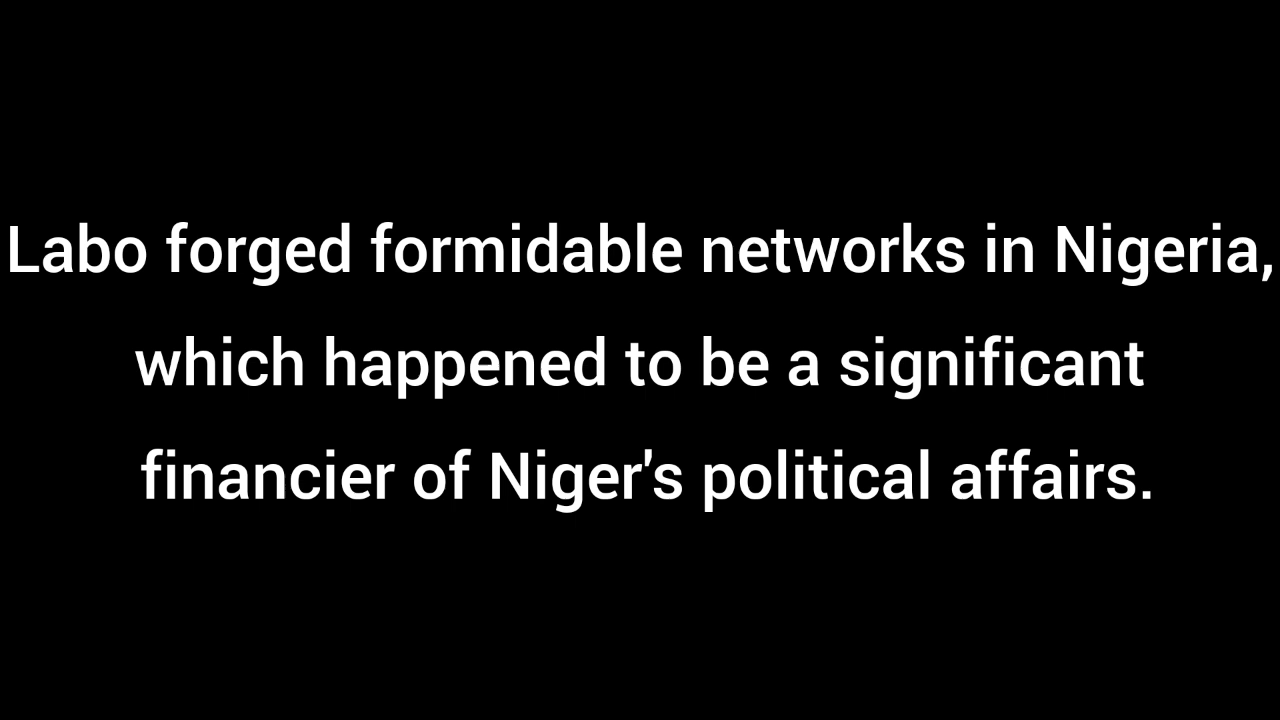 Labo forged formidable networks in Nigeria,
which happened to be a significant
financier of Niger's political affairs.